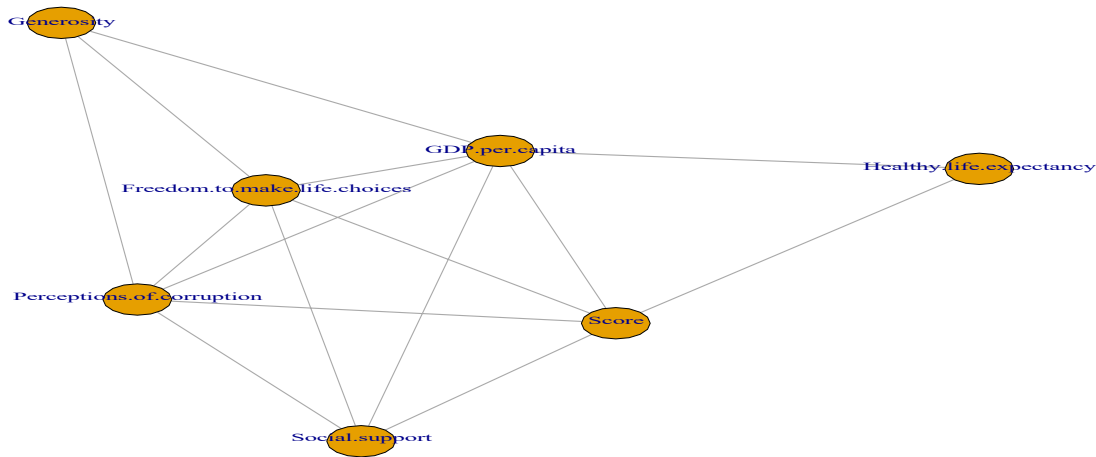 Generosity
GDP.per.capita
Healthy.life.expectancy
Freedom.to.make.life.choices
Perceptions.of.corruption
Score
Social.support